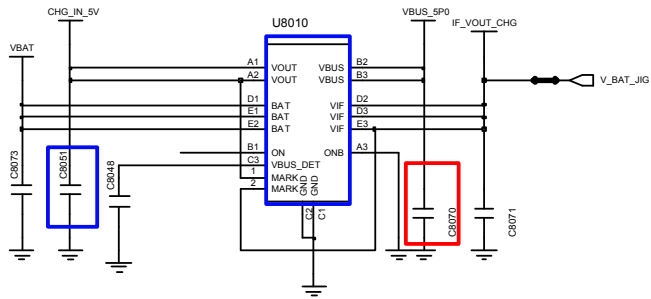 CHG_IN_5V
VBUS_5P0
U8010
IF_VOUT_CHG
VBAT
V_BAT_JIG
A1 VOUT VBUS B2
A2 VOUT VBUS B3
D1 BAT VIF D2
E1 BAT VIF D3
E2 BAT VIF E3
B1 ON ONB A3
C3 VBUS_DET
1 MARK
2 MARK
GND
GND
C2
C1
C8073
C8051
C8048
C8070
C8071